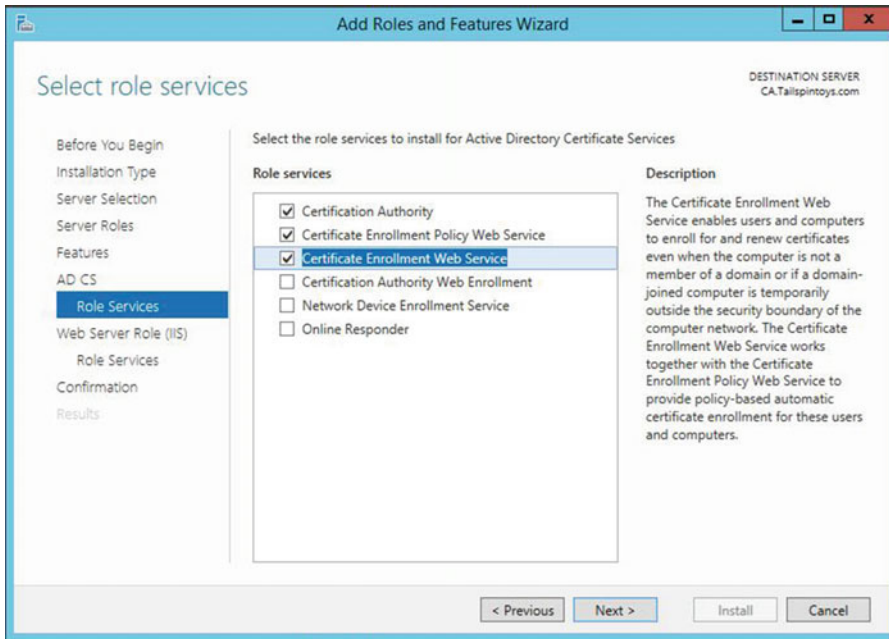 Add Roles and Features Wizard
Select role services
DESTINATION SERVER
CA.Tailspintoys.com
Before You Begin
Installation Type
Server Selection
Server Roles
Features
AD CS
Role Services
Web Server Role (IIS)
Role Services
Confirmation
Results
Select the role services to install for Active Directory Certificate Services
Role services
Certification Authority
Certificate Enrollment Policy Web Service
Certificate Enrollment Web Service
Certification Authority Web Enrollment
Network Device Enrollment Service
Online Responder
Description
The Certificate Enrollment Web
Service enables users and computers
to enroll for and renew certificates
even when the computer is not a
member of a domain or if a domain-
joined computer is temporarily
outside the security boundary of the
computer network. The Certificate
Enrollment Web Service works
together with the Certificate
Enrollment Policy Web Service to
provide policy-based automatic
certificate enrollment for these users
and computers.
< Previous
Next >
Install
Cancel